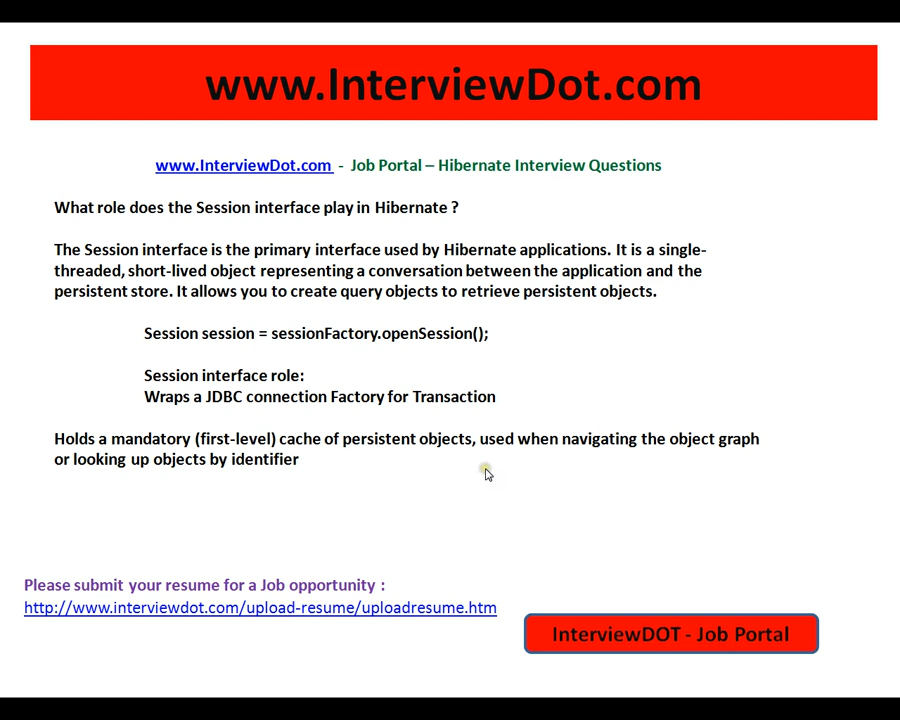 www.InterviewDot.com
www.InterviewDot.com - Job Portal – Hibernate Interview Questions
What role does the Session interface play in Hibernate ?
The Session interface is the primary interface used by Hibernate applications. It is a single-
threaded, short-lived object representing a conversation between the application and the
persistent store. It allows you to create query objects to retrieve persistent objects.
Session session = sessionFactory.openSession();
Session interface role:
Wraps a JDBC connection Factory for Transaction
Holds a mandatory (first-level) cache of persistent objects, used when navigating the object graph
or looking up objects by identifier
Please submit your resume for a Job opportunity :
http://www.interviewdot.com/upload-resume/uploadresume.htm
InterviewDOT - Job Portal